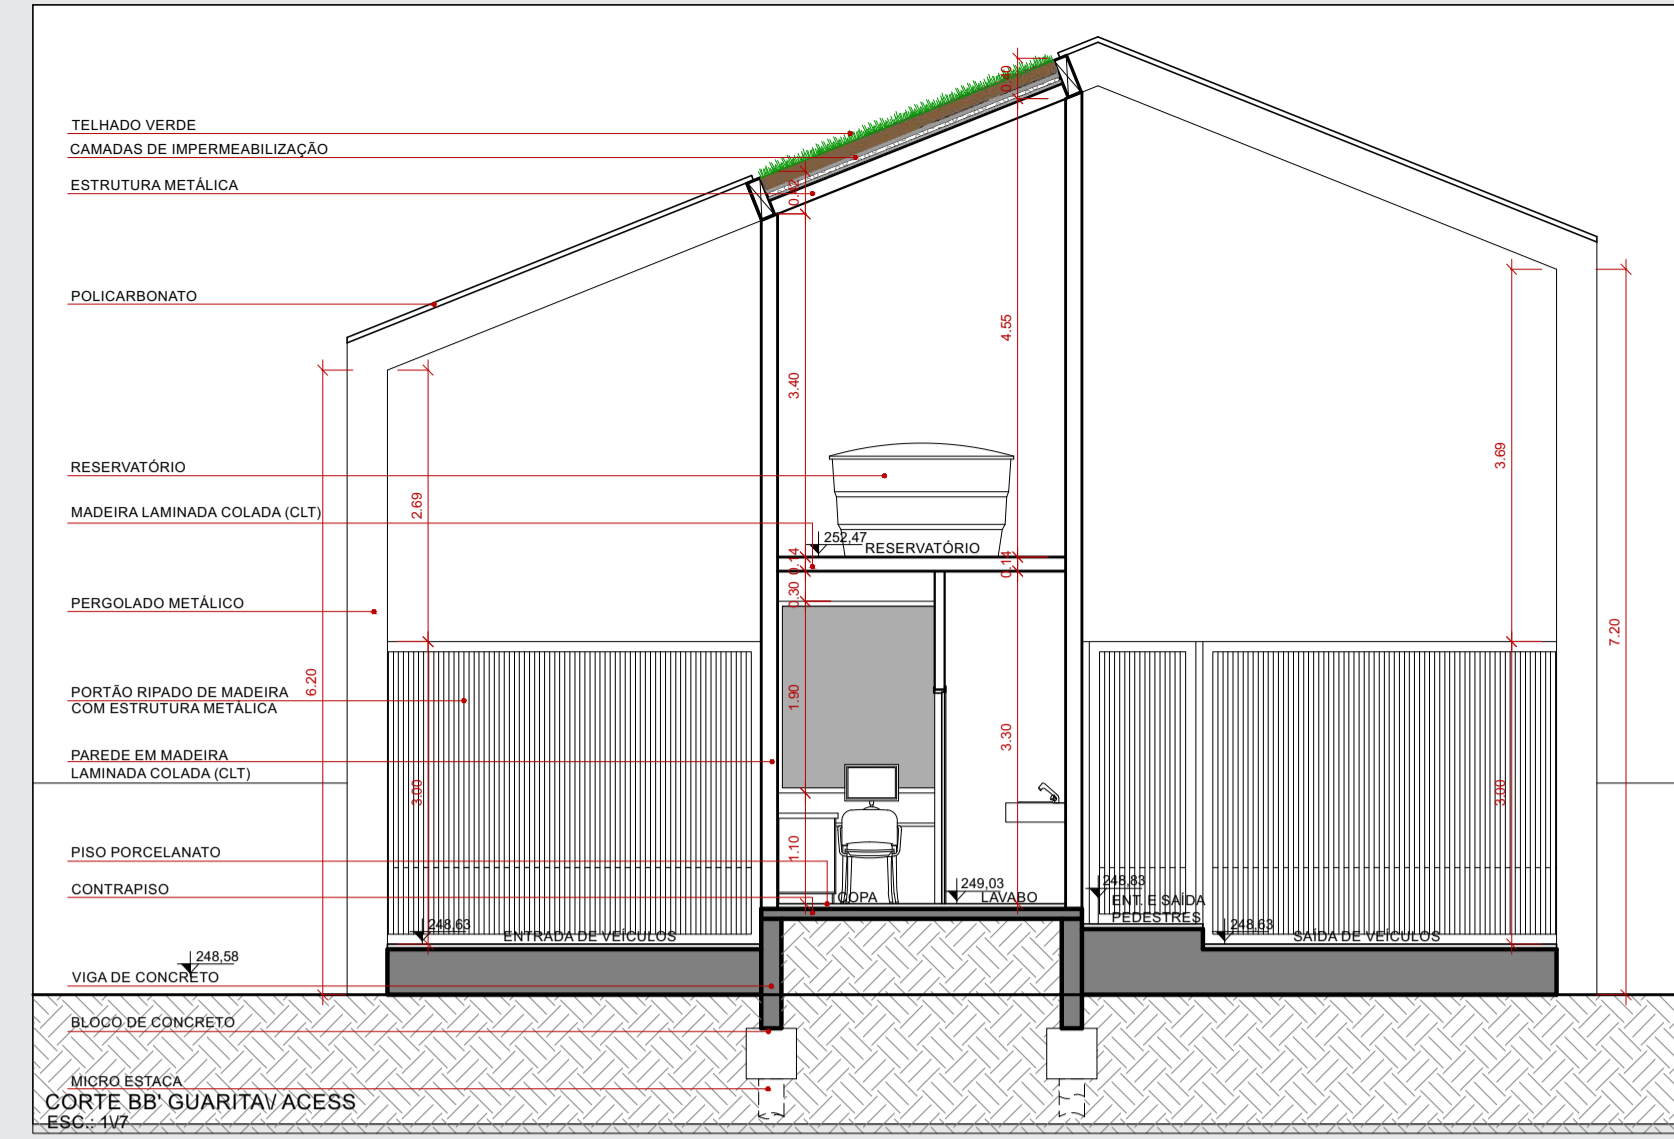 TELHADO VERDE
CAMADAS DE IMPERMEABILIZAÇÃO
ESTRUTURA METÁLICA
POLICARBONATO
RESERVATÓRIO
MADEIRA LAMINADA COLADA (CLT)
PERGOLADO METÁLICO
PORTÃO RIPADO DE MADEIRA
COM ESTRUTURA METÁLICA
PAREDE EM MADEIRA
LAMINADA COLADA (CLT)
PISO PORCELANATO
CONTRAPISO
248,58
VIGA DE CONCRETO
BLOCO DE CONCRETO
MICRO ESTACA
CORTE BB' GUARITA\/ ACESS
ESC.: 1\/7
6.20
2.69
3.00
0.42
3.40
0.14
0.30
1.90
1.10
0.40
4.55
0.14
3.30
252,47
RESERVATÓRIO
COPA
249,03
LAVABO
248,63
ENTRADA DE VEÍCULOS
248,83
ENT. E SAÍDA
PEDESTRES
248,63
SAÍDA DE VEÍCULOS
3.69
3.00
7.20